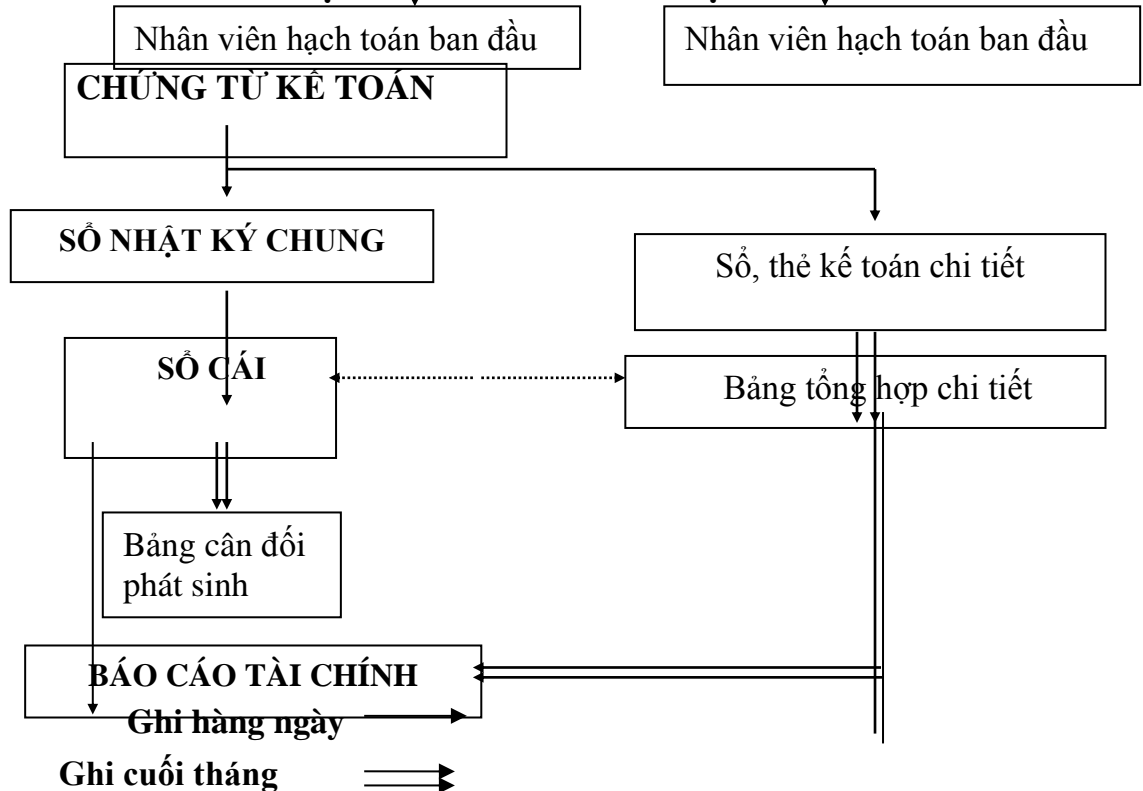 Nhân viên hạch toán ban đầu
Nhân viên hạch toán ban đầu
CHỨNG TỪ KẾ TOÁN
SỔ NHẬT KÝ CHUNG
Sổ, thẻ kế toán chi tiết
SỔ CÁI
Bảng tổng hợp chi tiết
Bảng cân đối
phát sinh
BÁO CÁO TÀI CHÍNH
Ghi hàng ngày
Ghi cuối tháng